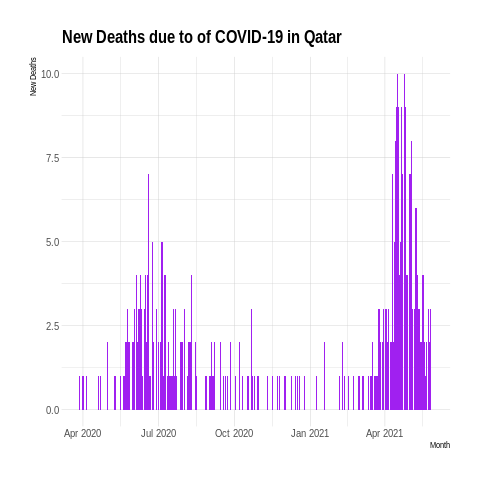 New Deaths due to of COVID-19 in Qatar
New Deaths
10.0
7.5
5.0
2.5
0.0
Apr 2020 Jul 2020 Oct 2020 Jan 2021 Apr 2021
Month